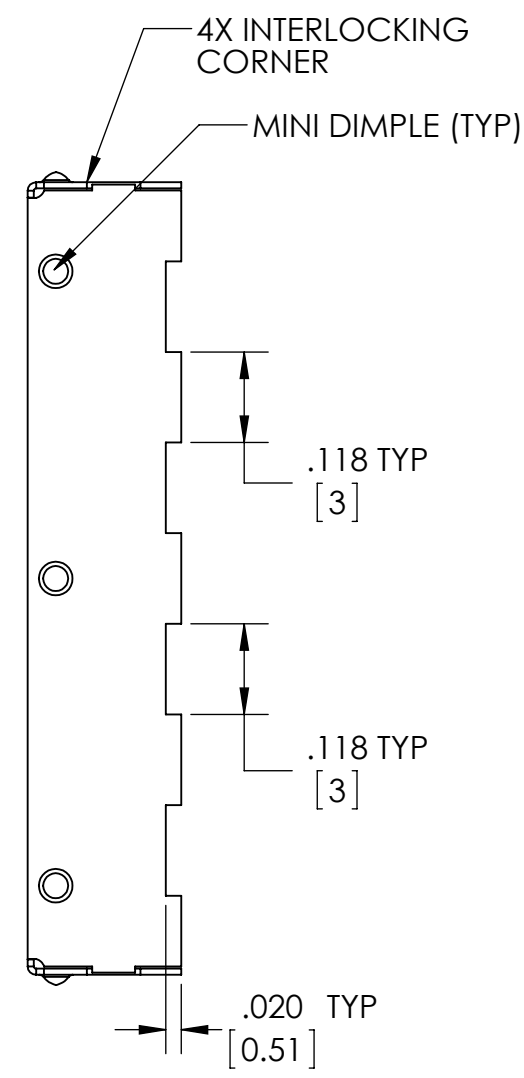 4X INTERLOCKING
CORNER
MINI DIMPLE (TYP)
.118 TYP
[3]
.118 TYP
[3]
.020 TYP
[0.51]